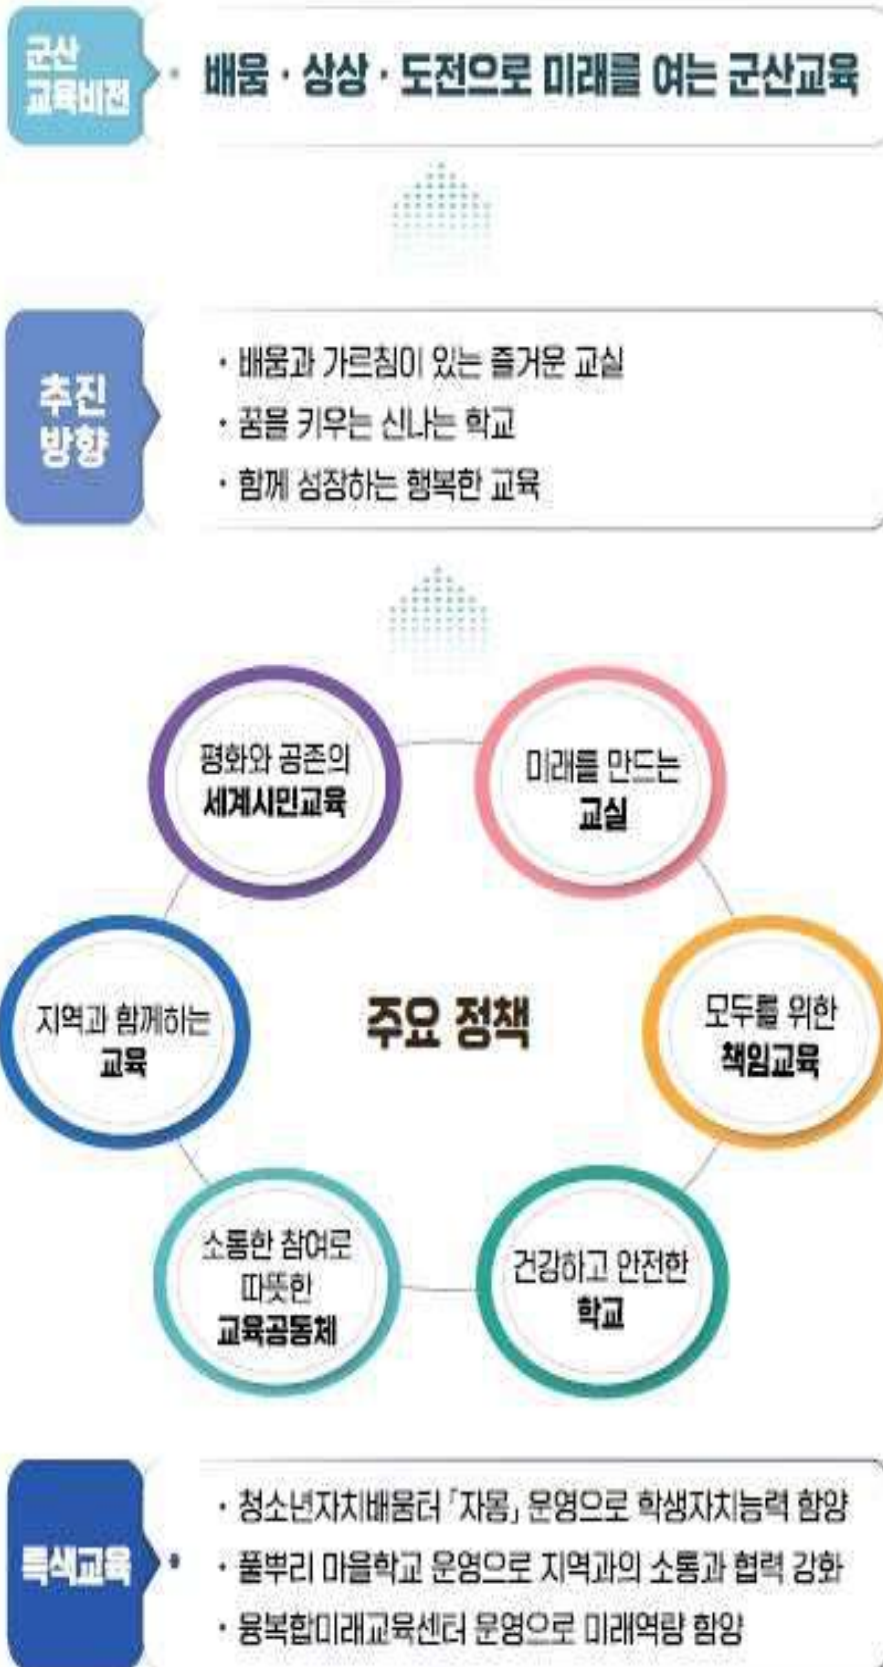 군산
교육비전
배움 · 상상 · 도전으로 미래를 여는 군산교육
추진
방향
· 배움과 가르침이 있는 즐거운 교실
· 꿈을 키우는 신나는 학교
· 함께 성장하는 행복한 교육
평화와 공존의
세계시민교육
미래를 만드는
교실
지역과 함께하는
교육
주요 정책
모두를 위한
책임교육
소통한 참여로
따뜻한
교육공동체
건강하고 안전한
학교
특색교육
· 청소년자치배움터 「자몽」 운영으로 학생자치능력 함양
· 풀뿌리 마을학교 운영으로 지역과의 소통과 협력 강화
· 융복합미래교육센터 운영으로 미래역량 함양